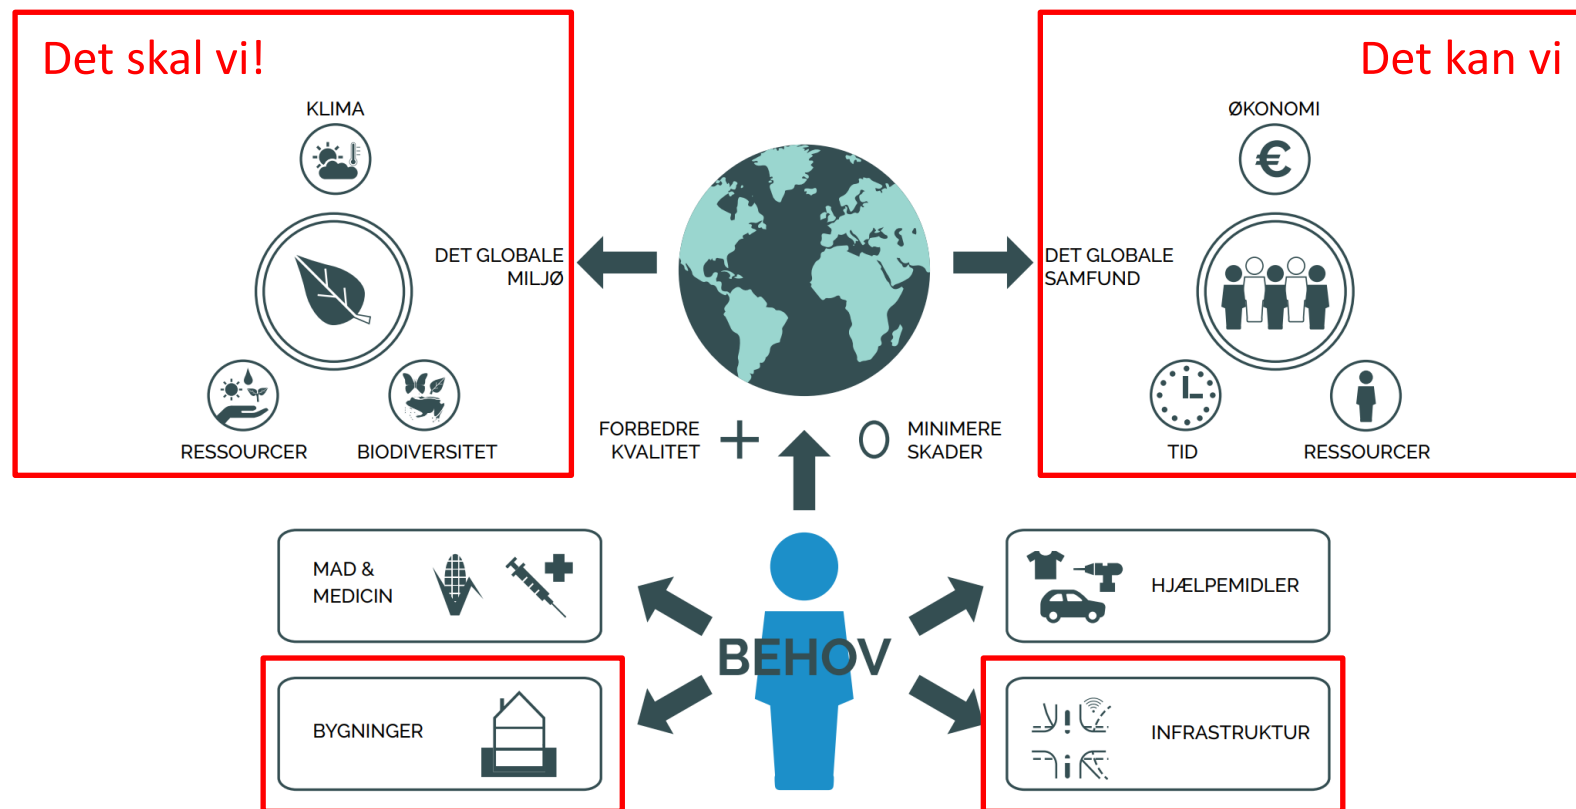 Det skal vi!
KLIMA
DET GLOBALE
MILJØ
RESSOURCER
BIODIVERSITET
Det kan vi
ØKONOMI
€
DET GLOBALE
SAMFUND
TID
RESSOURCER
FORBEDRE
KVALITET
MINIMERE
SKADER
MAD &
MEDICIN
HJÆLPEMIDLER
BEHOV
BYGNINGER
INFRASTRUKTUR